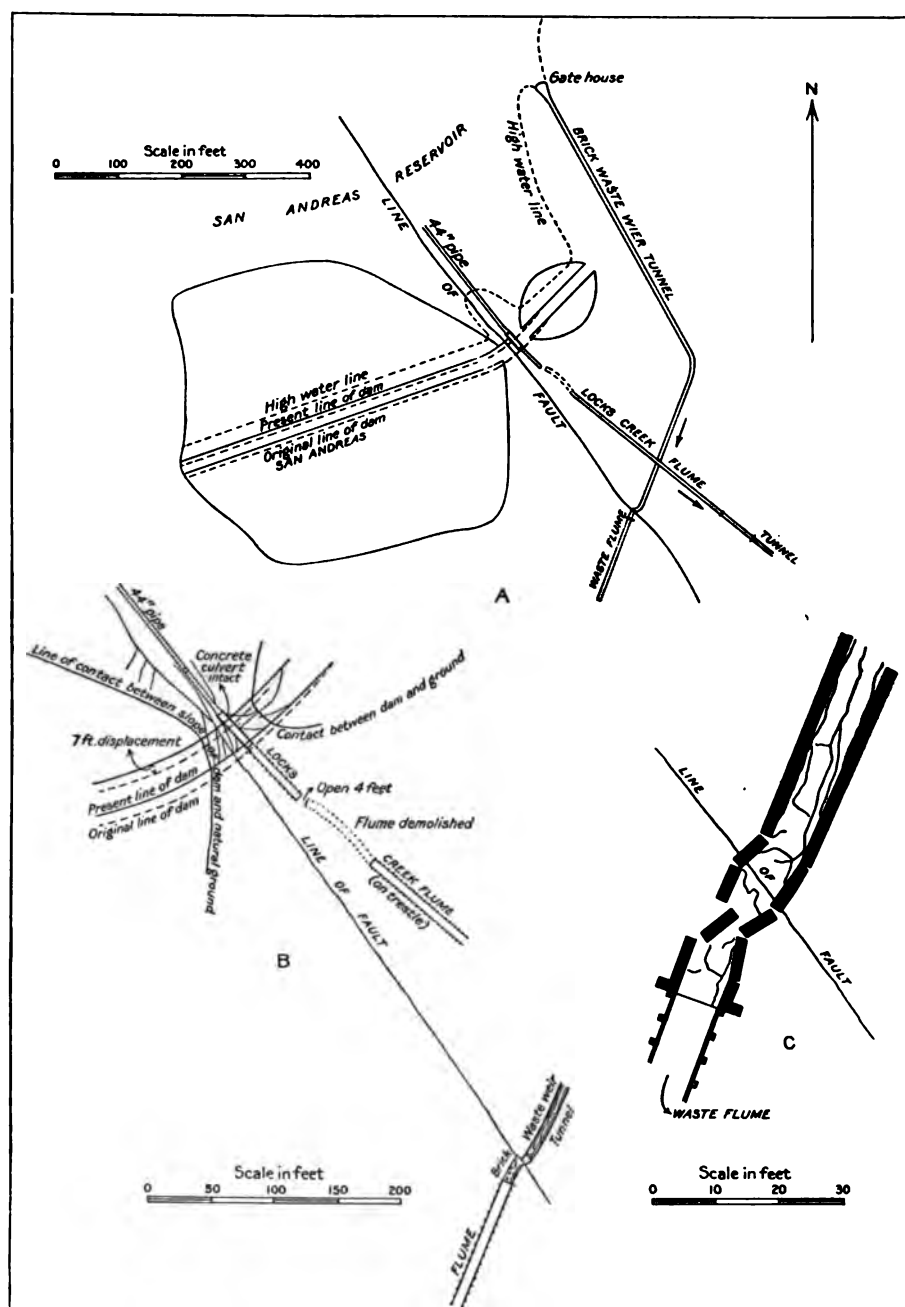 Gate house
N
Scale in feet
0 100 200 300 400
SAN ANDREAS RESERVOIR
High water line
BRICK WASTE WIER TUNNEL
LINE OF FAULT
44" pipe
High water line
Present line of dam
Original line of dam
SAN ANDREAS
LOCKS CREEK FLUME
TUNNEL
WASTE FLUME
A
44" pipe
Concrete
culvert
intact
Line of contact between slope of dam and natural ground
Contact between dam and ground
7 ft. displacement
Present line of dam
Original line of dam
LOCKS
Open 4 feet
Flume demolished
CREEK FLUME
(on trestle)
LINE OF FAULT
B
Brick
Waste weir
Tunnel
FLUME
Scale in feet
0 50 100 150 200
LINE OF FAULT
C
WASTE FLUME
Scale in feet
0 10 20 30